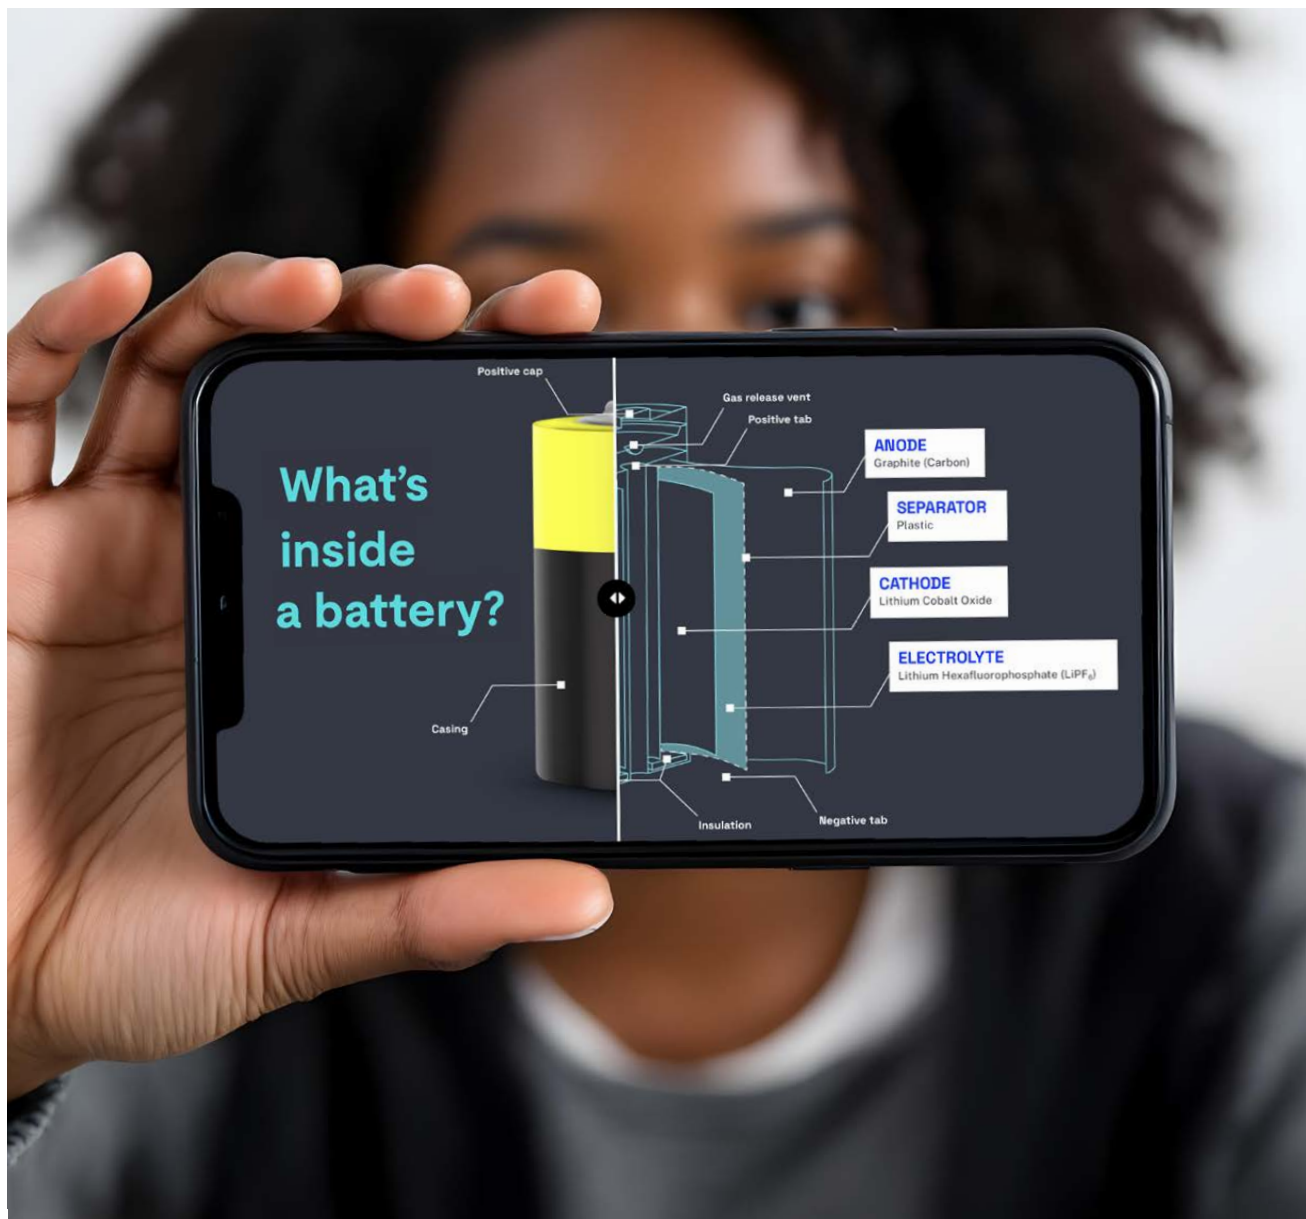 What's
inside
a battery?
Positive cap
Casing
Gas release vent
Positive tab
ANODE
Graphite (Carbon)
SEPARATOR
Plastic
CATHODE
Lithium Cobalt Oxide
ELECTROLYTE
Lithium Hexafluorophosphate (LiPF₆)
Insulation
Negative tab